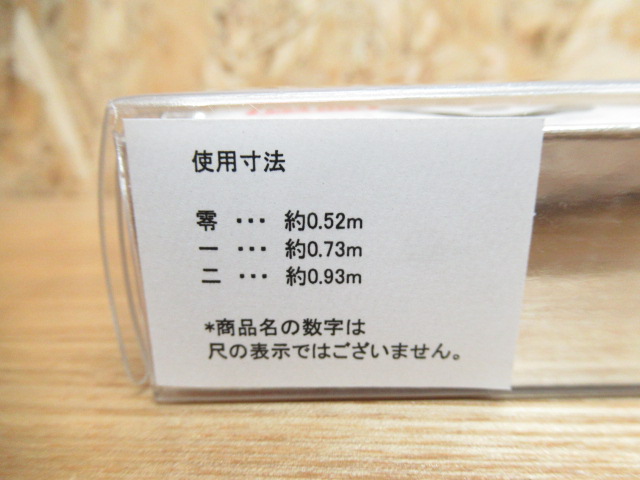 使用寸法
零 ・・・ 約0.52m
一 ・・・ 約0.73m
二 ・・・ 約0.93m
*商品名の数字は
尺の表示ではございません。